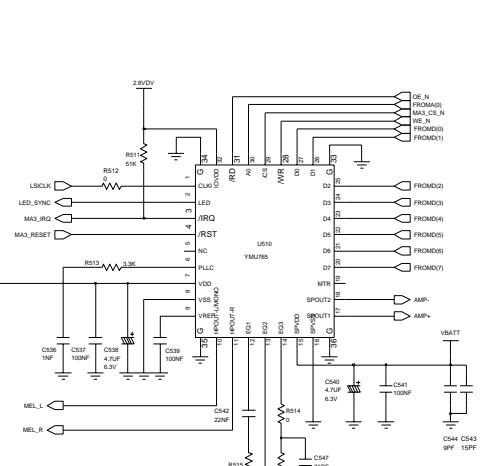 2.8VDV
OE_N
FROMA(0)
MA3_CS_N
WE_N
FROMD(0)
FROMD(1)
R511
51K
34
32
31
30
29
28
27
26
33
G
IOVDD
/RD
A0
/CS
/WR
D0
D1
G
R512
0
LSICLK
1
CLKI
D2
25
FROMD(2)
LED_SYNC
2
LED
D3
24
FROMD(3)
MA3_IRQ
3
/IRQ
D4
23
FROMD(4)
MA3_RESET
4
/RST
D5
22
FROMD(5)
5
NC
U510
YMU765
D6
21
FROMD(6)
R513
3.3K
6
PLLC
D7
20
FROMD(7)
7
VDD
MTR
19
8
VSS
SPOUT2
18
AMP-
9
VREF
SPOUT1
17
AMP+
G
HPOUT-L/MONO
HPOUT-R
EQ1
EQ2
EQ3
SPVDD
SPVSS
G
35
10
11
12
13
14
15
16
36
VBATT
C536
1NF
C537
100NF
C538
4.7UF
6.3V
C539
100NF
C540
4.7UF
6.3V
C541
100NF
MEL_L
C542
22NF
R514
0
MEL_R
C544
9PF
C543
15PF
C547
R515